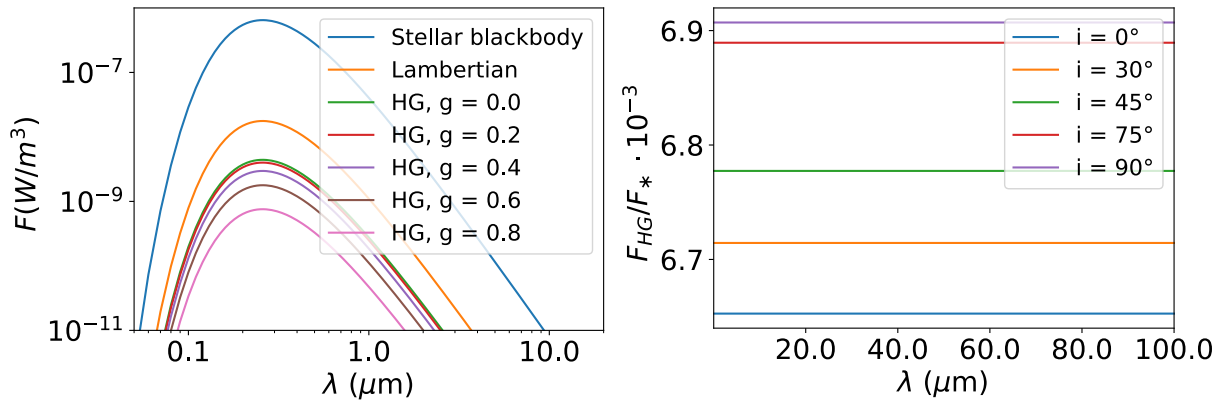 F(W/m³)
10⁻⁷
10⁻⁹
10⁻¹¹
Stellar blackbody
Lambertian
HG, g = 0.0
HG, g = 0.2
HG, g = 0.4
HG, g = 0.6
HG, g = 0.8
0.1 1.0 10.0
λ (μm)
F_HG/F_* · 10⁻³
6.9
6.8
6.7
i = 0°
i = 30°
i = 45°
i = 75°
i = 90°
20.0 40.0 60.0 80.0 100.0
λ (μm)